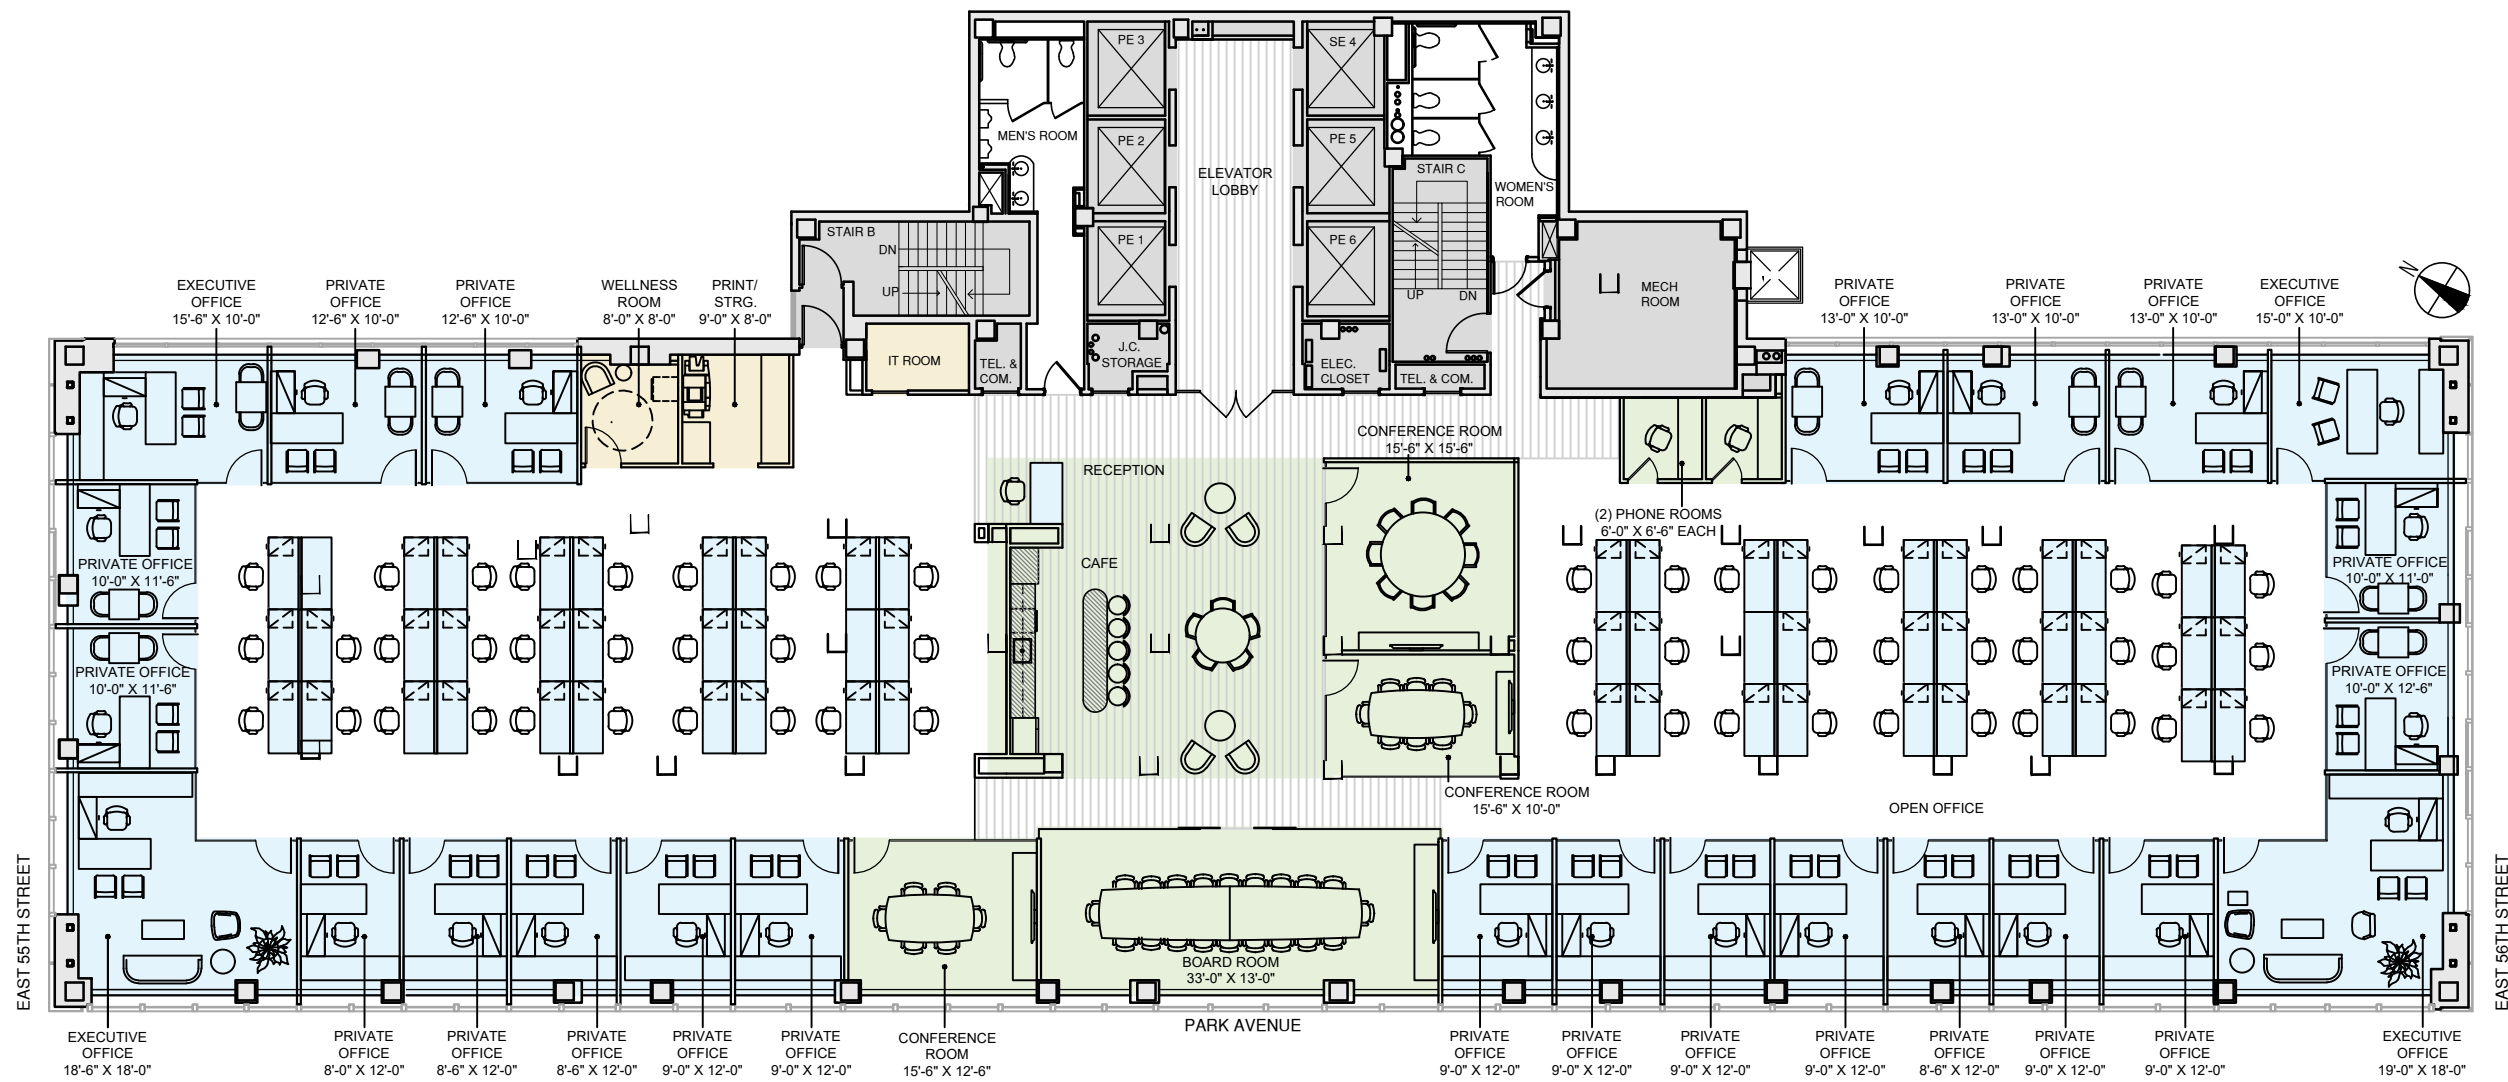 PE 3
SE 4
MEN'S ROOM
PE 2
PE 5
ELEVATOR
LOBBY
STAIR C
WOMEN'S
ROOM
STAIR B
DN
UP
PE 1
PE 6
UP
DN
MECH
ROOM
N
EXECUTIVE
OFFICE
15'-6" X 10'-0"
PRIVATE
OFFICE
12'-6" X 10'-0"
PRIVATE
OFFICE
12'-6" X 10'-0"
WELLNESS
ROOM
8'-0" X 8'-0"
PRINT/
STRG.
9'-0" X 8'-0"
PRIVATE
OFFICE
13'-0" X 10'-0"
PRIVATE
OFFICE
13'-0" X 10'-0"
PRIVATE
OFFICE
13'-0" X 10'-0"
EXECUTIVE
OFFICE
15'-0" X 10'-0"
IT ROOM
TEL. &
COM.
J.C.
STORAGE
ELEC.
CLOSET
TEL. & COM.
CONFERENCE ROOM
15'-6" X 15'-6"
RECEPTION
(2) PHONE ROOMS
6'-0" X 6'-6" EACH
PRIVATE OFFICE
10'-0" X 11'-6"
CAFE
PRIVATE OFFICE
10'-0" X 11'-0"
PRIVATE OFFICE
10'-0" X 11'-6"
PRIVATE OFFICE
10'-0" X 12'-6"
CONFERENCE ROOM
15'-6" X 10'-0"
OPEN OFFICE
EAST 55TH STREET
EAST 56TH STREET
BOARD ROOM
33'-0" X 13'-0"
PARK AVENUE
EXECUTIVE
OFFICE
18'-6" X 18'-0"
PRIVATE
OFFICE
8'-0" X 12'-0"
PRIVATE
OFFICE
8'-6" X 12'-0"
PRIVATE
OFFICE
8'-6" X 12'-0"
PRIVATE
OFFICE
9'-0" X 12'-0"
PRIVATE
OFFICE
9'-0" X 12'-0"
CONFERENCE
ROOM
15'-6" X 12'-6"
PRIVATE
OFFICE
9'-0" X 12'-0"
PRIVATE
OFFICE
9'-0" X 12'-0"
PRIVATE
OFFICE
9'-0" X 12'-0"
PRIVATE
OFFICE
9'-0" X 12'-0"
PRIVATE
OFFICE
8'-6" X 12'-0"
PRIVATE
OFFICE
9'-0" X 12'-0"
PRIVATE
OFFICE
9'-0" X 12'-0"
EXECUTIVE
OFFICE
19'-0" X 18'-0"